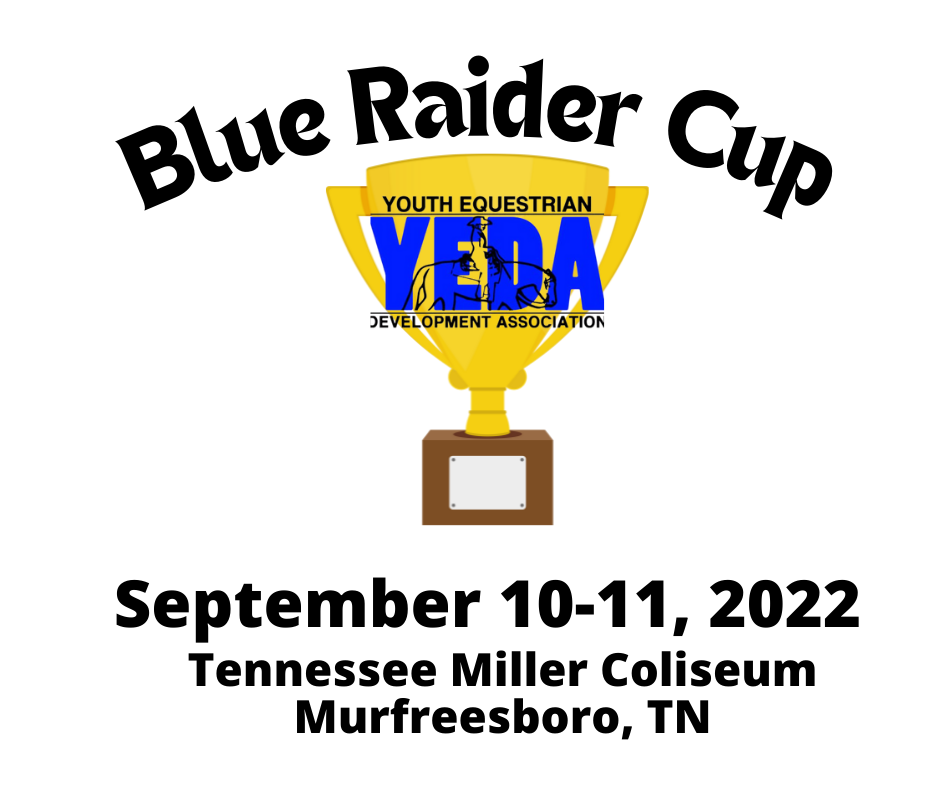 Blue Raider Cup
YOUTH EQUESTRIAN
YEDA
DEVELOPMENT ASSOCIATION
September 10-11, 2022
Tennessee Miller Coliseum
Murfreesboro, TN